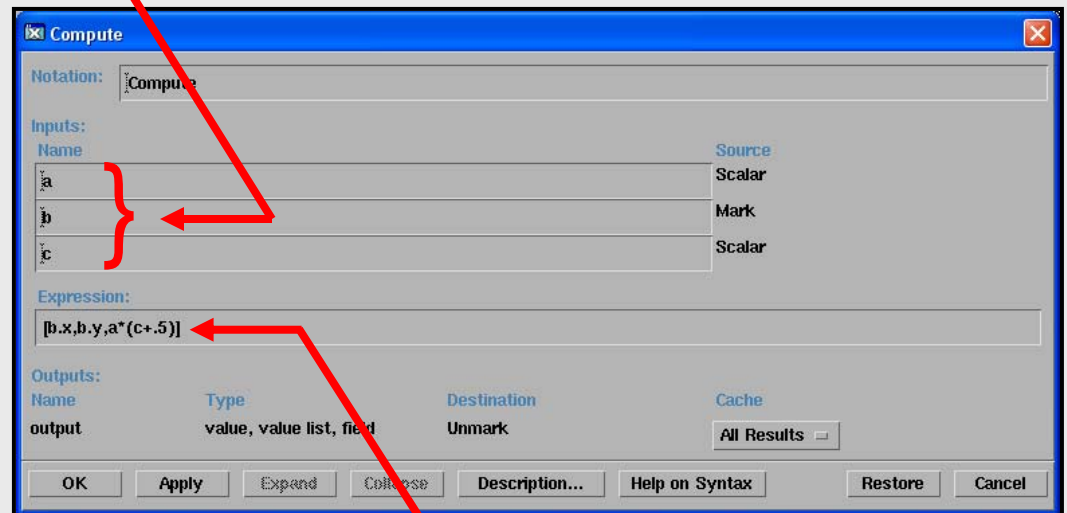 Compute
Notation: Compute
Inputs:
Name Source
a Scalar
b Mark
c Scalar
Expression:
[b.x,b.y,a*(c+.5)]
Outputs:
Name Type Destination Cache
output value, value list, field Unmark All Results
OK Apply Expand Collapse Description... Help on Syntax Restore Cancel